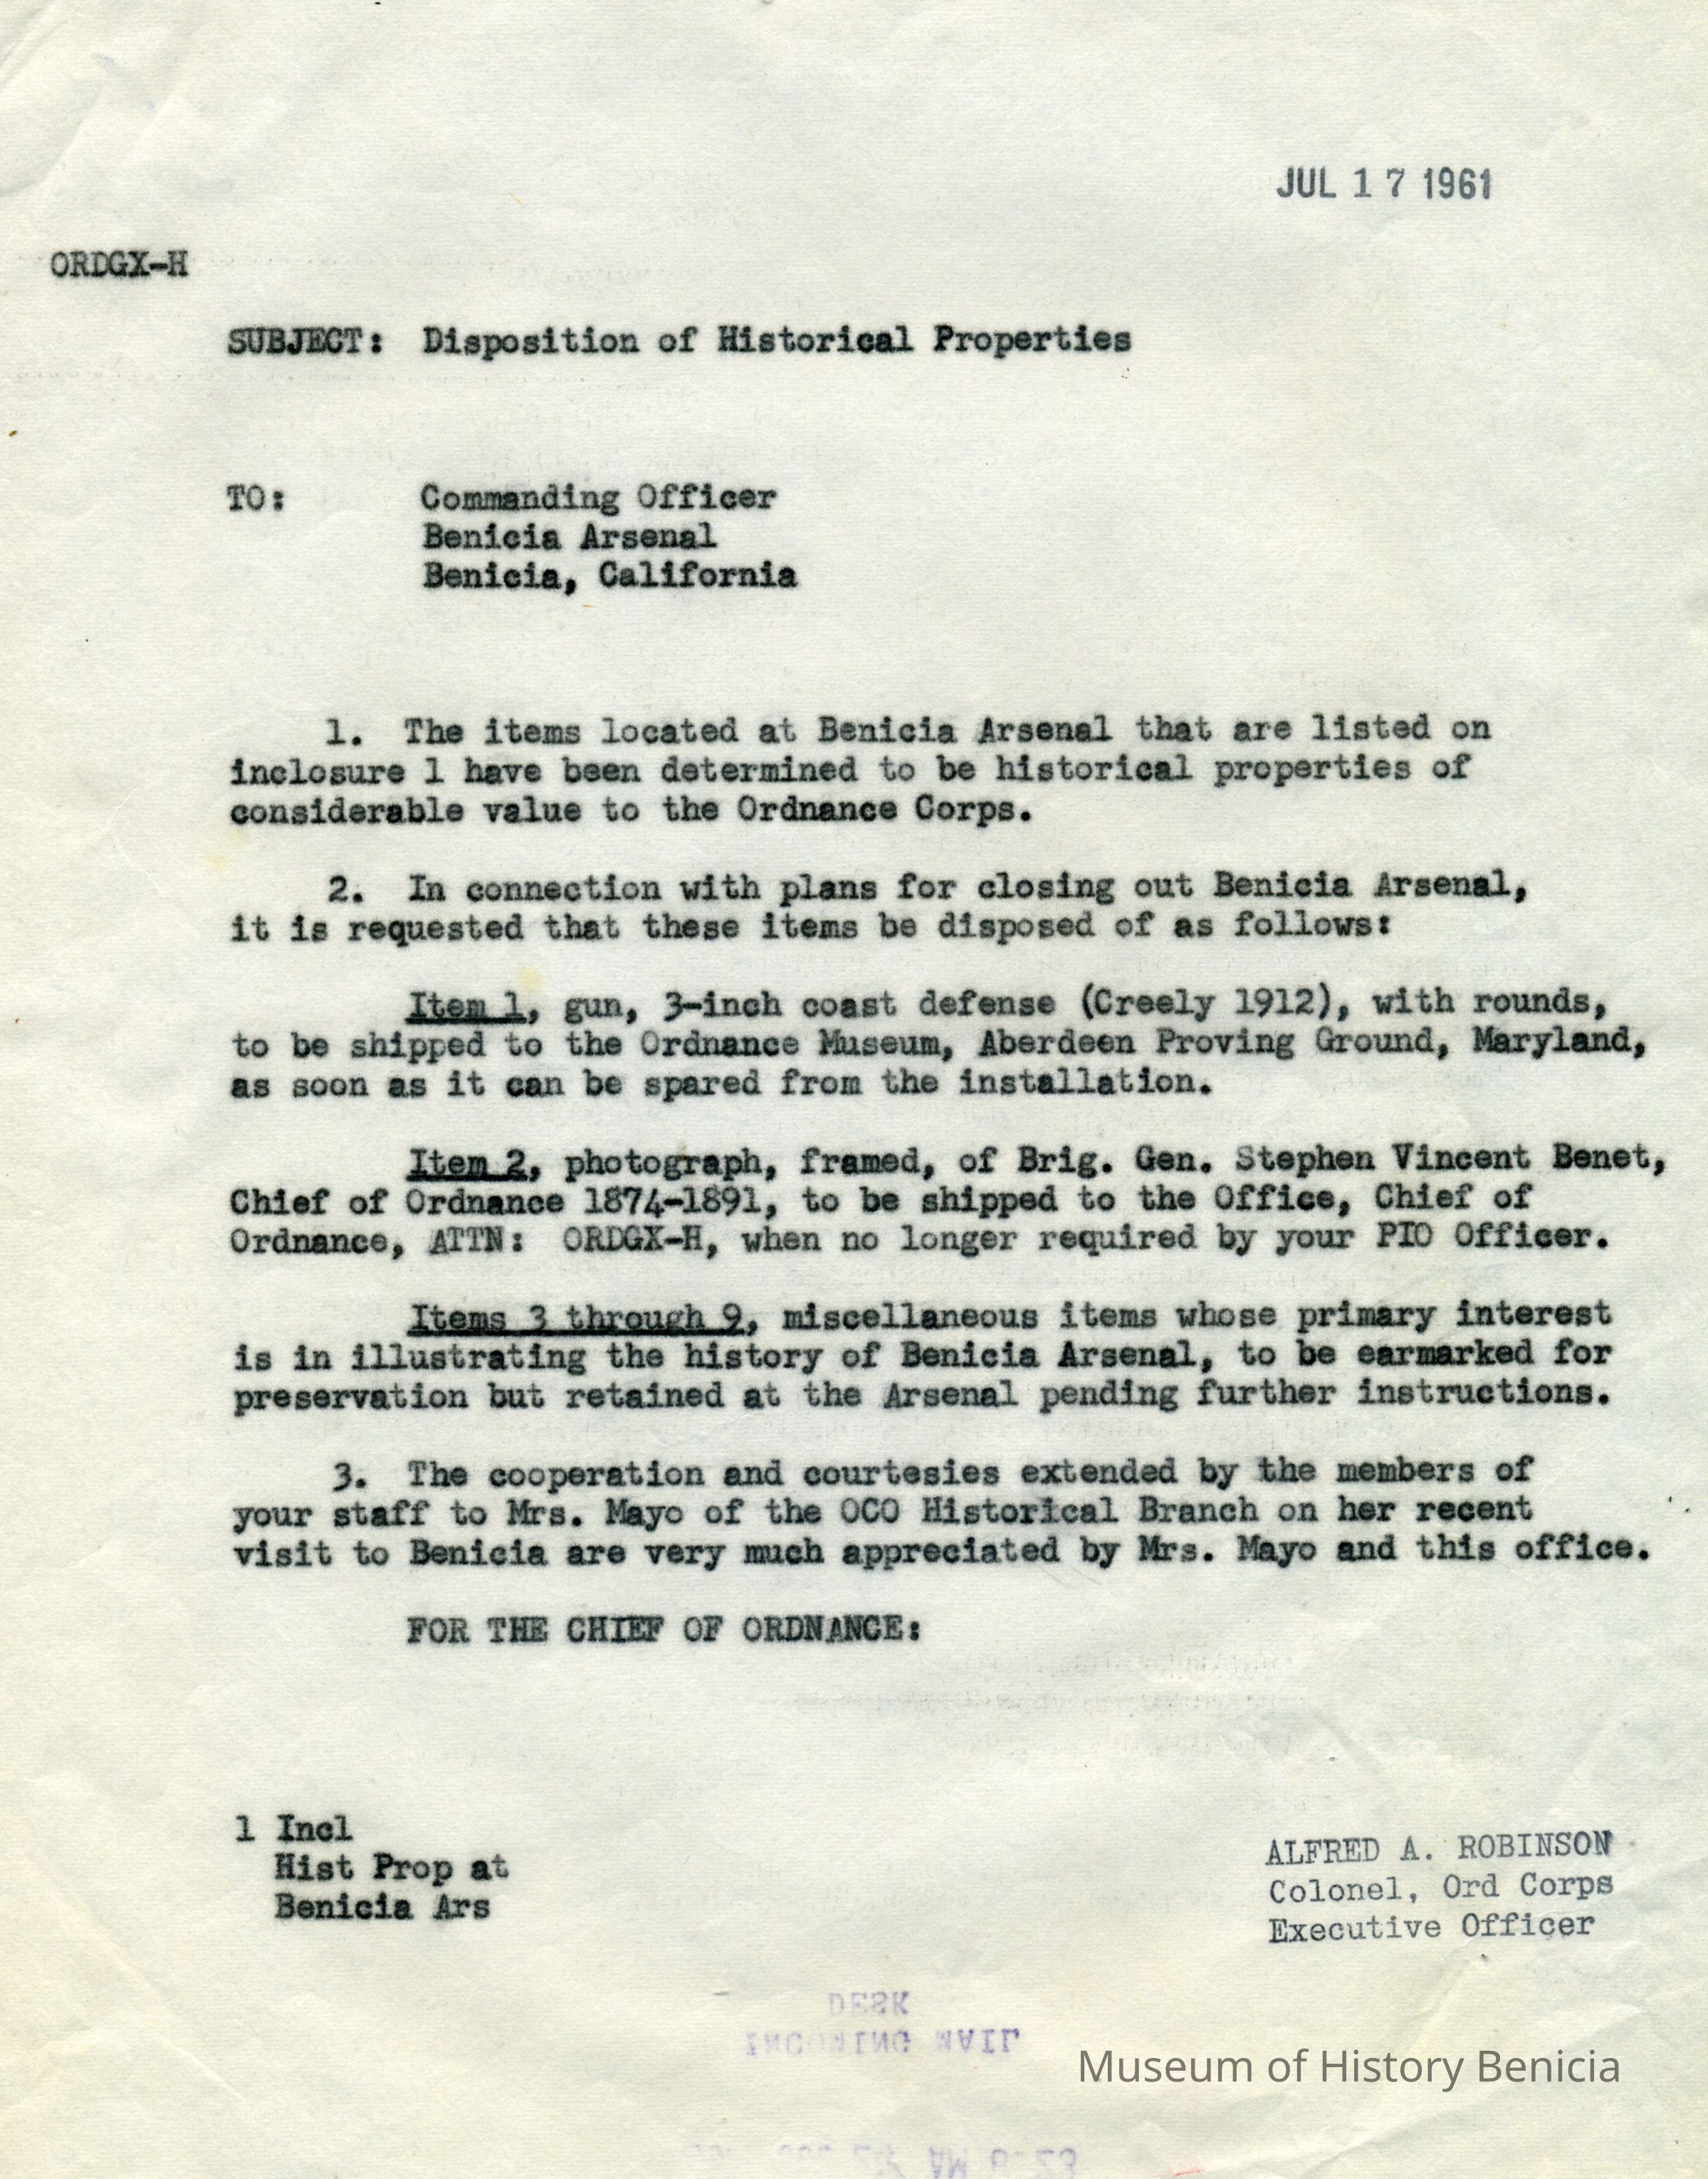 JUL 17 1961
ORDGX-H
SUBJECT: Disposition of Historical Properties
TO: Commanding Officer
Benicia Arsenal
Benicia, California
1. The items located at Benicia Arsenal that are listed on
inclosure 1 have been determined to be historical properties of
considerable value to the Ordnance Corps.
2. In connection with plans for closing out Benicia Arsenal,
it is requested that these items be disposed of as follows:
Item 1, gun, 3-inch coast defense (Creely 1912), with rounds,
to be shipped to the Ordnance Museum, Aberdeen Proving Ground, Maryland,
as soon as it can be spared from the installation.
Item 2, photograph, framed, of Brig. Gen. Stephen Vincent Benet,
Chief of Ordnance 1874-1891, to be shipped to the Office, Chief of
Ordnance, ATTN: ORDGX-H, when no longer required by your PIO Officer.
Items 3 through 9, miscellaneous items whose primary interest
is in illustrating the history of Benicia Arsenal, to be earmarked for
preservation but retained at the Arsenal pending further instructions.
3. The cooperation and courtesies extended by the members of
your staff to Mrs. Mayo of the OCO Historical Branch on her recent
visit to Benicia are very much appreciated by Mrs. Mayo and this office.
FOR THE CHIEF OF ORDNANCE:
1 Incl
Hist Prop at
Benicia Ars
ALFRED A. ROBINSON
Colonel, Ord Corps
Executive Officer
DESK
INCOMING MAIL
Museum of History Benicia